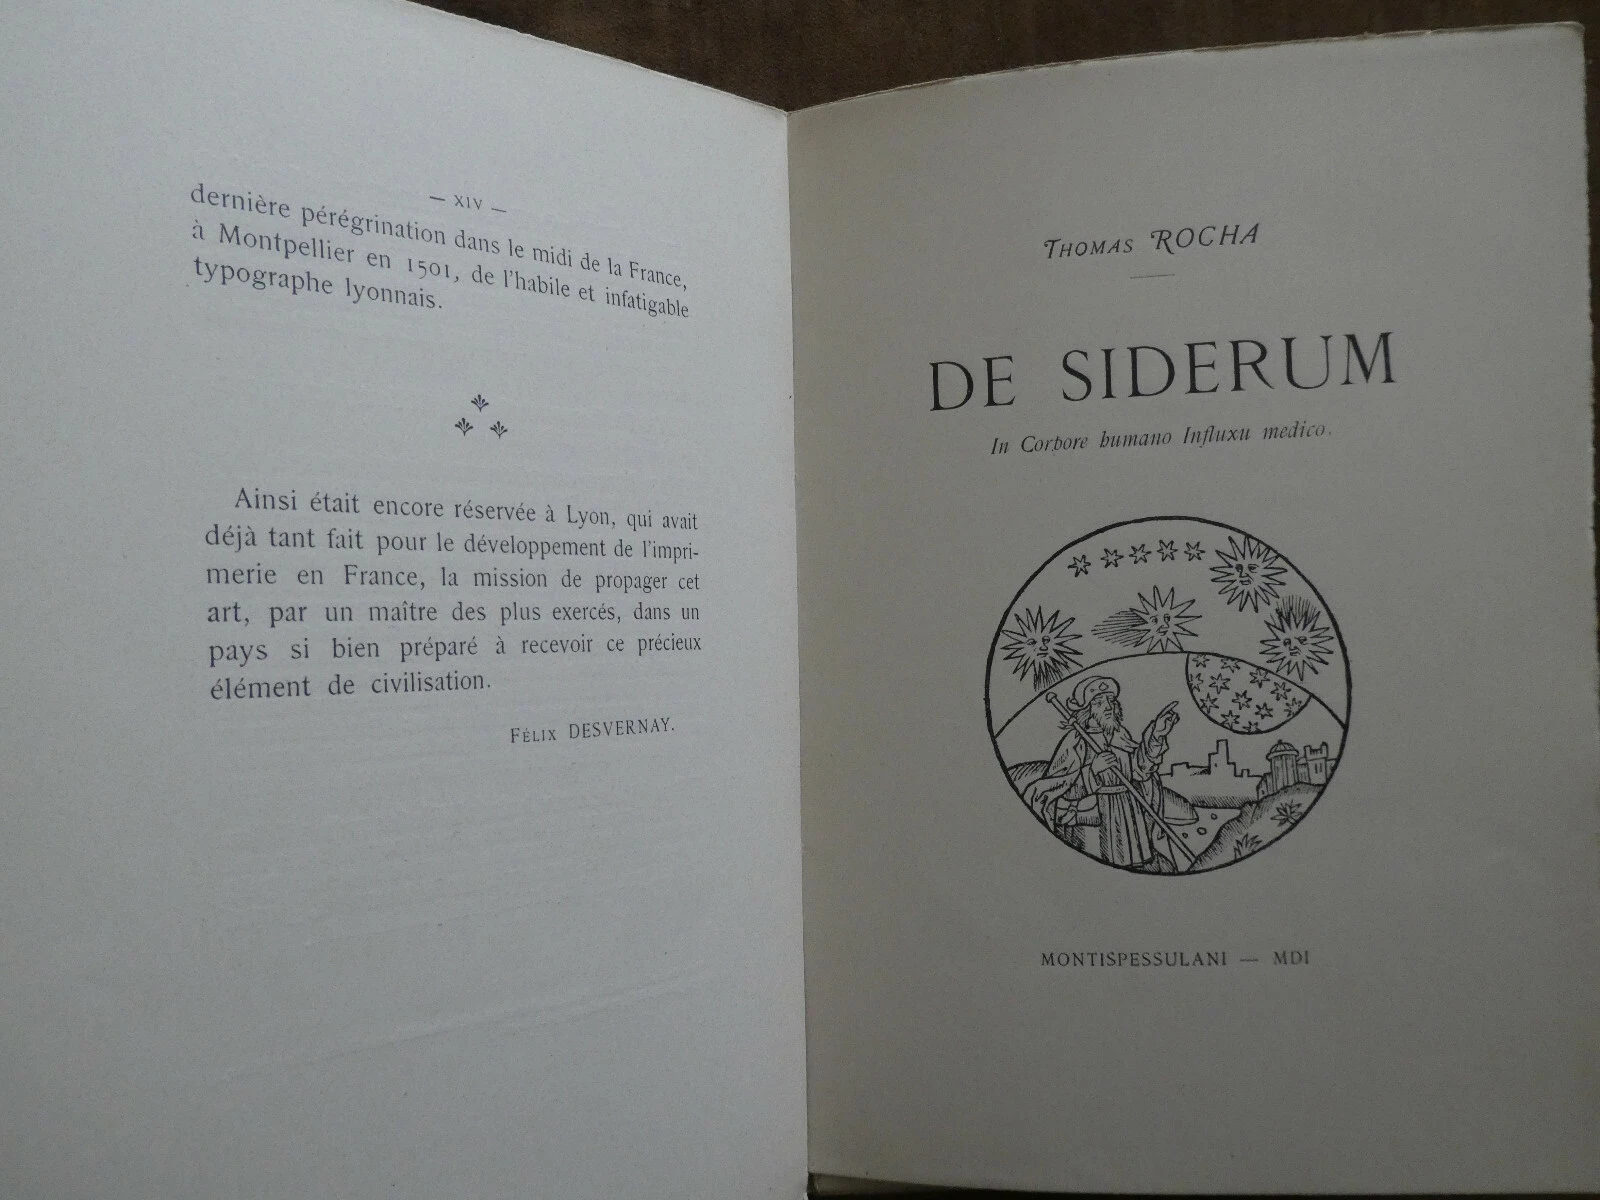 — XIV —
dernière pérégrination dans le midi de la France,
à Montpellier en 1501, de l'habile et infatigable
typographe lyonnais.
Ainsi était encore réservée à Lyon, qui avait
déjà tant fait pour le développement de l'impri-
merie en France, la mission de propager cet
art, par un maître des plus exercés, dans un
pays si bien préparé à recevoir ce précieux
élément de civilisation.
FÉLIX DESVERNAY.
THOMAS ROCHA
DE SIDERUM
In Corpore humano Influxu medico.
MONTISPESSULANI — MDI